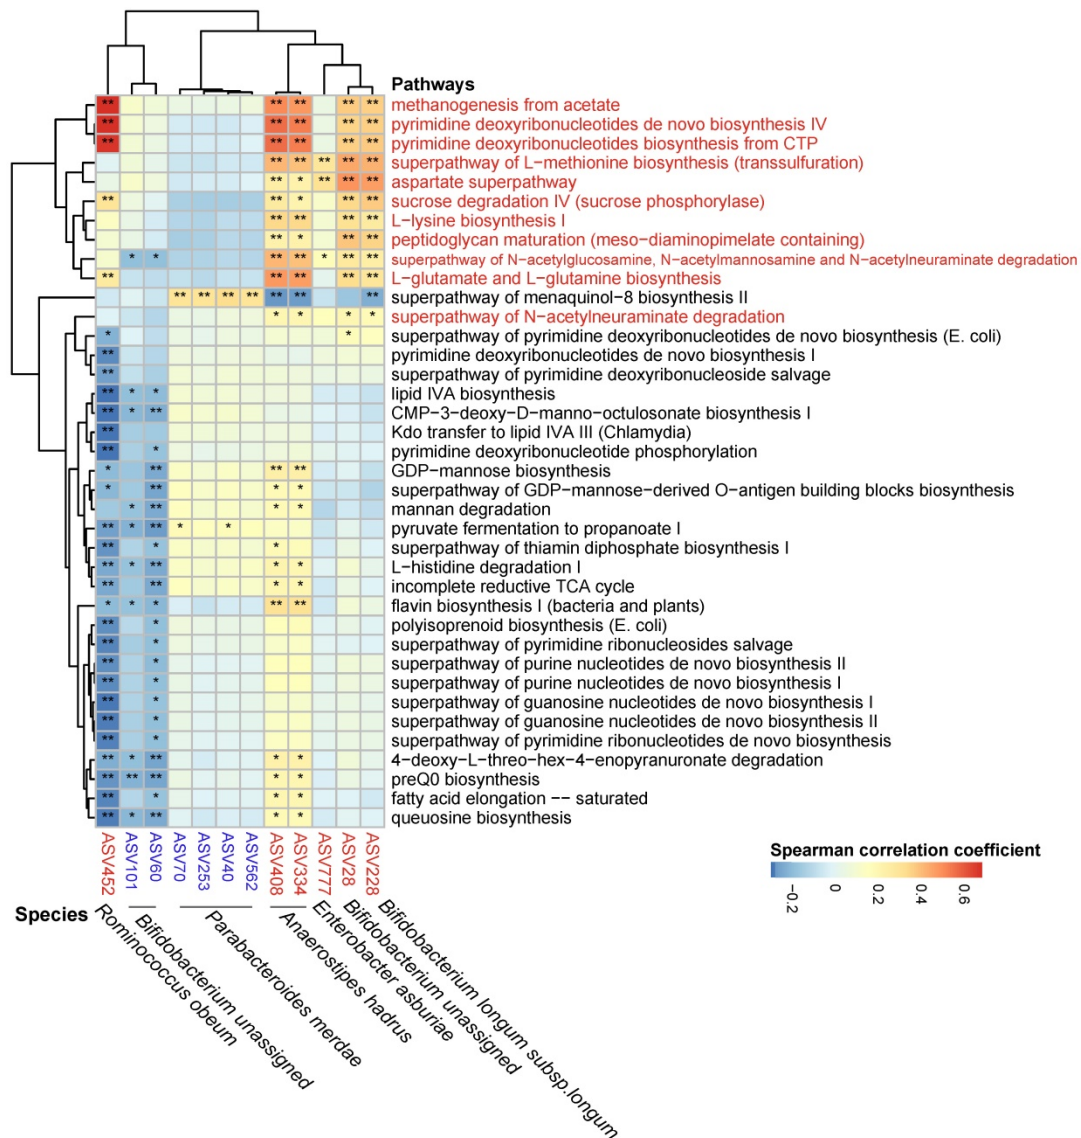 Pathways
** ** ** ** ** methanogenesis from acetate
** ** ** ** ** pyrimidine deoxyribonucleotides de novo biosynthesis IV
** ** ** ** ** pyrimidine deoxyribonucleotides biosynthesis from CTP
** ** ** ** ** superpathway of L−methionine biosynthesis (transsulfuration)
** * ** ** ** aspartate superpathway
** ** * ** ** sucrose degradation IV (sucrose phosphorylase)
** ** ** ** L−lysine biosynthesis I
** * ** ** peptidoglycan maturation (meso−diaminopimelate containing)
* * ** ** * ** ** superpathway of N−acetylglucosamine, N−acetylmannosamine and N−acetylneuraminate degradation
** ** ** ** ** L−glutamate and L−glutamine biosynthesis
** ** ** ** ** ** ** superpathway of menaquinol−8 biosynthesis II
* * * * superpathway of N−acetylneuraminate degradation
* * superpathway of pyrimidine deoxyribonucleotides de novo biosynthesis (E. coli)
** pyrimidine deoxyribonucleotides de novo biosynthesis I
** superpathway of pyrimidine deoxyribonucleoside salvage
** * * lipid IVA biosynthesis
** * ** CMP−3−deoxy−D−manno−octulosonate biosynthesis I
** Kdo transfer to lipid IVA III (Chlamydia)
** * pyrimidine deoxyribonucleotide phosphorylation
* ** ** ** GDP−mannose biosynthesis
* ** * * superpathway of GDP−mannose−derived O−antigen building blocks biosynthesis
* ** * * mannan degradation
** * ** * * pyruvate fermentation to propanoate I
** * * superpathway of thiamin diphosphate biosynthesis I
** * ** * * L−histidine degradation I
** ** * * incomplete reductive TCA cycle
* * * ** ** flavin biosynthesis I (bacteria and plants)
** * polyisoprenoid biosynthesis (E. coli)
** * superpathway of pyrimidine ribonucleosides salvage
** * superpathway of purine nucleotides de novo biosynthesis II
** * superpathway of purine nucleotides de novo biosynthesis I
** * superpathway of guanosine nucleotides de novo biosynthesis I
** * superpathway of guanosine nucleotides de novo biosynthesis II
** * superpathway of pyrimidine ribonucleotides de novo biosynthesis
** * ** * * 4−deoxy−L−threo−hex−4−enopyranuronate degradation
** ** ** * * preQ0 biosynthesis
** * * * fatty acid elongation −− saturated
** * ** * * queuosine biosynthesis
ASV452
ASV101
ASV60
ASV70
ASV253
ASV40
ASV562
ASV408
ASV334
ASV777
ASV28
ASV228
Spearman correlation coefficient
−0.2
0
0.2
0.4
0.6
Species
Rominococcus obeum
Bifidobacterium unassigned
Parabacteroides merdae
Anaerostipes hadrus
Enterobacter asburiae
Bifidobacterium unassigned
Bifidobacterium longum subsp.longum